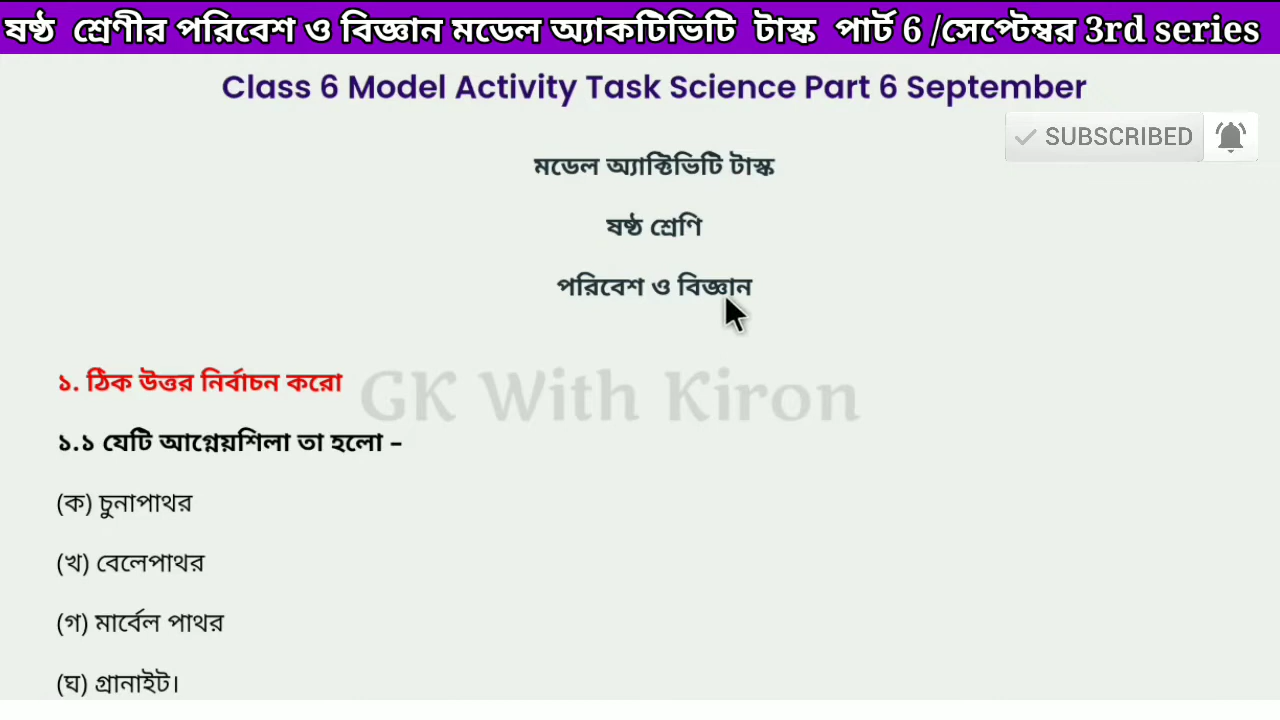 ষষ্ঠ শ্রেণীর পরিবেশ ও বিজ্ঞান মডেল অ্যাকটিভিটি টাস্ক পার্ট 6 /সেপ্টেম্বর 3rd series
Class 6 Model Activity Task Science Part 6 September
SUBSCRIBED
মডেল অ্যাক্টিভিটি টাস্ক
ষষ্ঠ শ্রেণি
পরিবেশ ও বিজ্ঞান
১. ঠিক উত্তর নির্বাচন করো
GK With Kiron
১.১ যেটি আগ্নেয়শিলা তা হলো –
(ক) চুনাপাথর
(খ) বেলেপাথর
(গ) মার্বেল পাথর
(ঘ) গ্রানাইট।